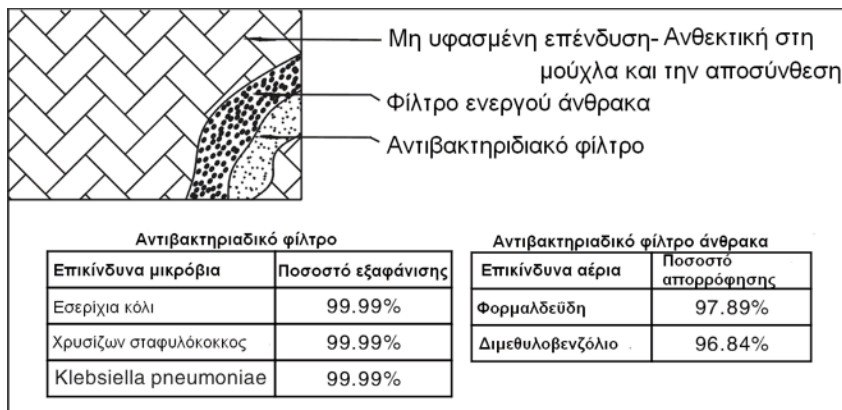 Μη υφασμένη επένδυση- Ανθεκτική στη
μούχλα και την αποσύνθεση
Φίλτρο ενεργού άνθρακα
Αντιβακτηριδιακό φίλτρο
Αντιβακτηριαδικό φίλτρο
Επικίνδυνα μικρόβια Ποσοστό εξαφάνισης
Εσερίχια κόλι 99.99%
Χρυσίζων σταφυλόκοκκος 99.99%
Klebsiella pneumoniae 99.99%
Αντιβακτηριαδικό φίλτρο άνθρακα
Επικίνδυνα αέρια Ποσοστό
απορρόφησης
Φορμαλδεΰδη 97.89%
Διμεθυλοβενζόλιο 96.84%